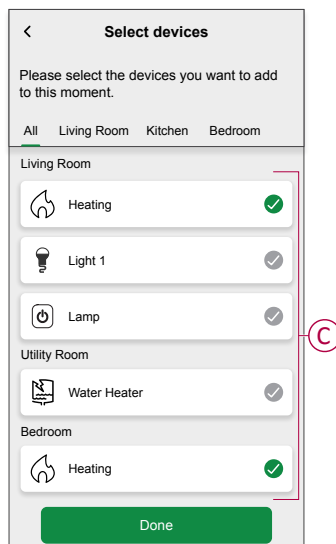 Select devices
Please select the devices you want to add
to this moment.
All Living Room Kitchen Bedroom
Living Room
Heating
Light 1
Lamp
C
Utility Room
Water Heater
Bedroom
Heating
Done